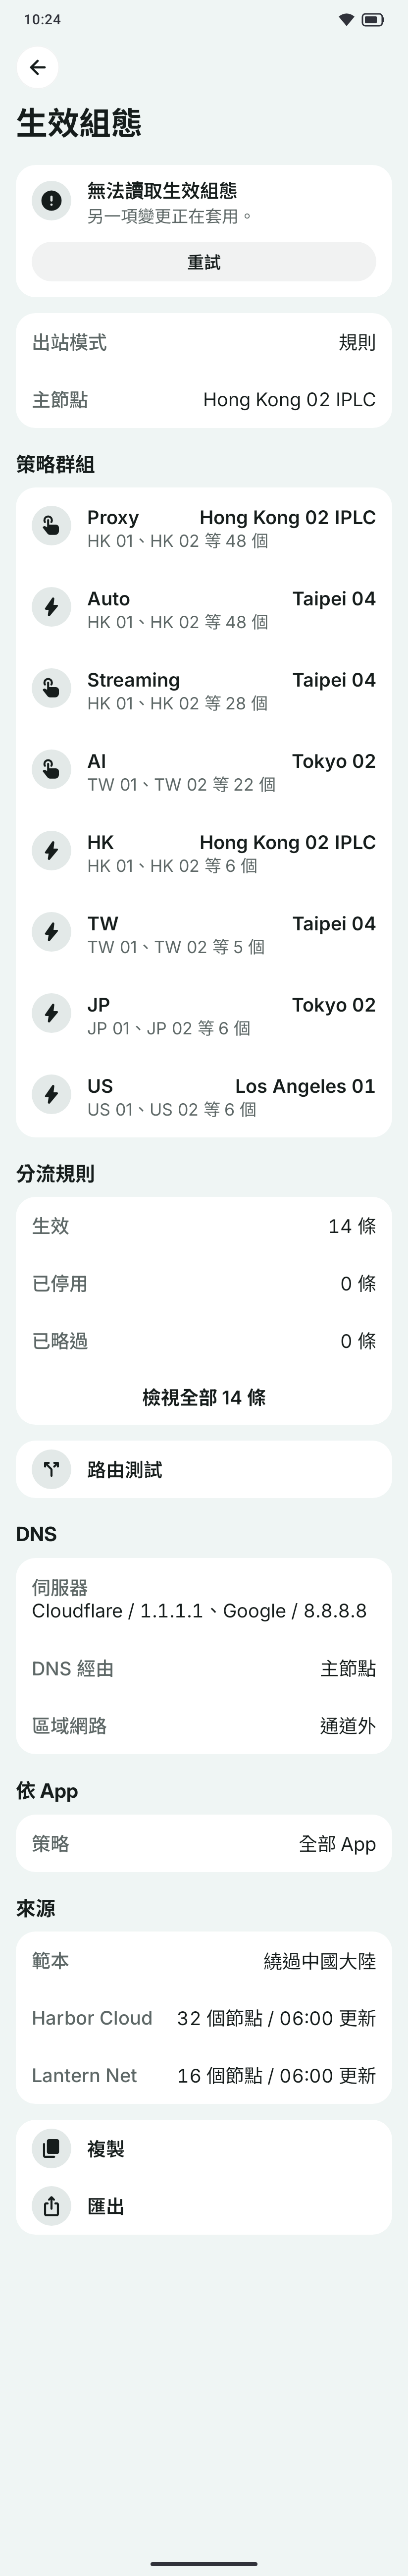 10:24
生效組態
無法讀取生效組態
另一項變更正在套用。
重試
出站模式 規則
主節點 Hong Kong 02 IPLC
策略群組
Proxy Hong Kong 02 IPLC
HK 01、HK 02 等 48 個
Auto Taipei 04
HK 01、HK 02 等 48 個
Streaming Taipei 04
HK 01、HK 02 等 28 個
AI Tokyo 02
TW 01、TW 02 等 22 個
HK Hong Kong 02 IPLC
HK 01、HK 02 等 6 個
TW Taipei 04
TW 01、TW 02 等 5 個
JP Tokyo 02
JP 01、JP 02 等 6 個
US Los Angeles 01
US 01、US 02 等 6 個
分流規則
生效 14 條
已停用 0 條
已略過 0 條
檢視全部 14 條
路由測試
DNS
伺服器
Cloudflare / 1.1.1.1、Google / 8.8.8.8
DNS 經由 主節點
區域網路 通道外
依 App
策略 全部 App
來源
範本 繞過中國大陸
Harbor Cloud 32 個節點 / 06:00 更新
Lantern Net 16 個節點 / 06:00 更新
複製
匯出